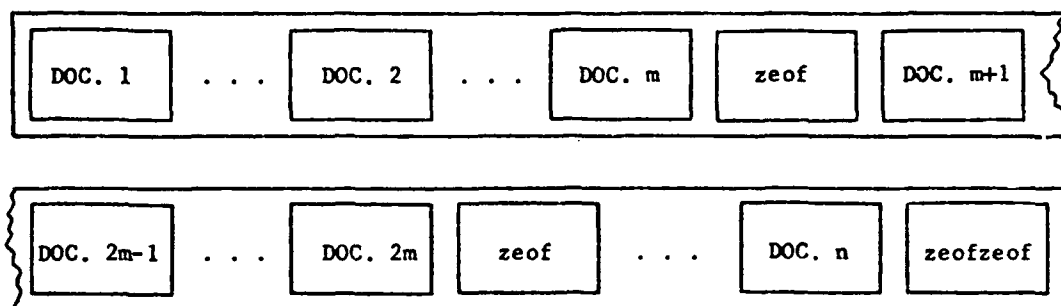 DOC. 1 . . . DOC. 2 . . . DOC. m zeof DOC. m+1
DOC. 2m-1 . . . DOC. 2m zeof . . . DOC. n zeofzeof